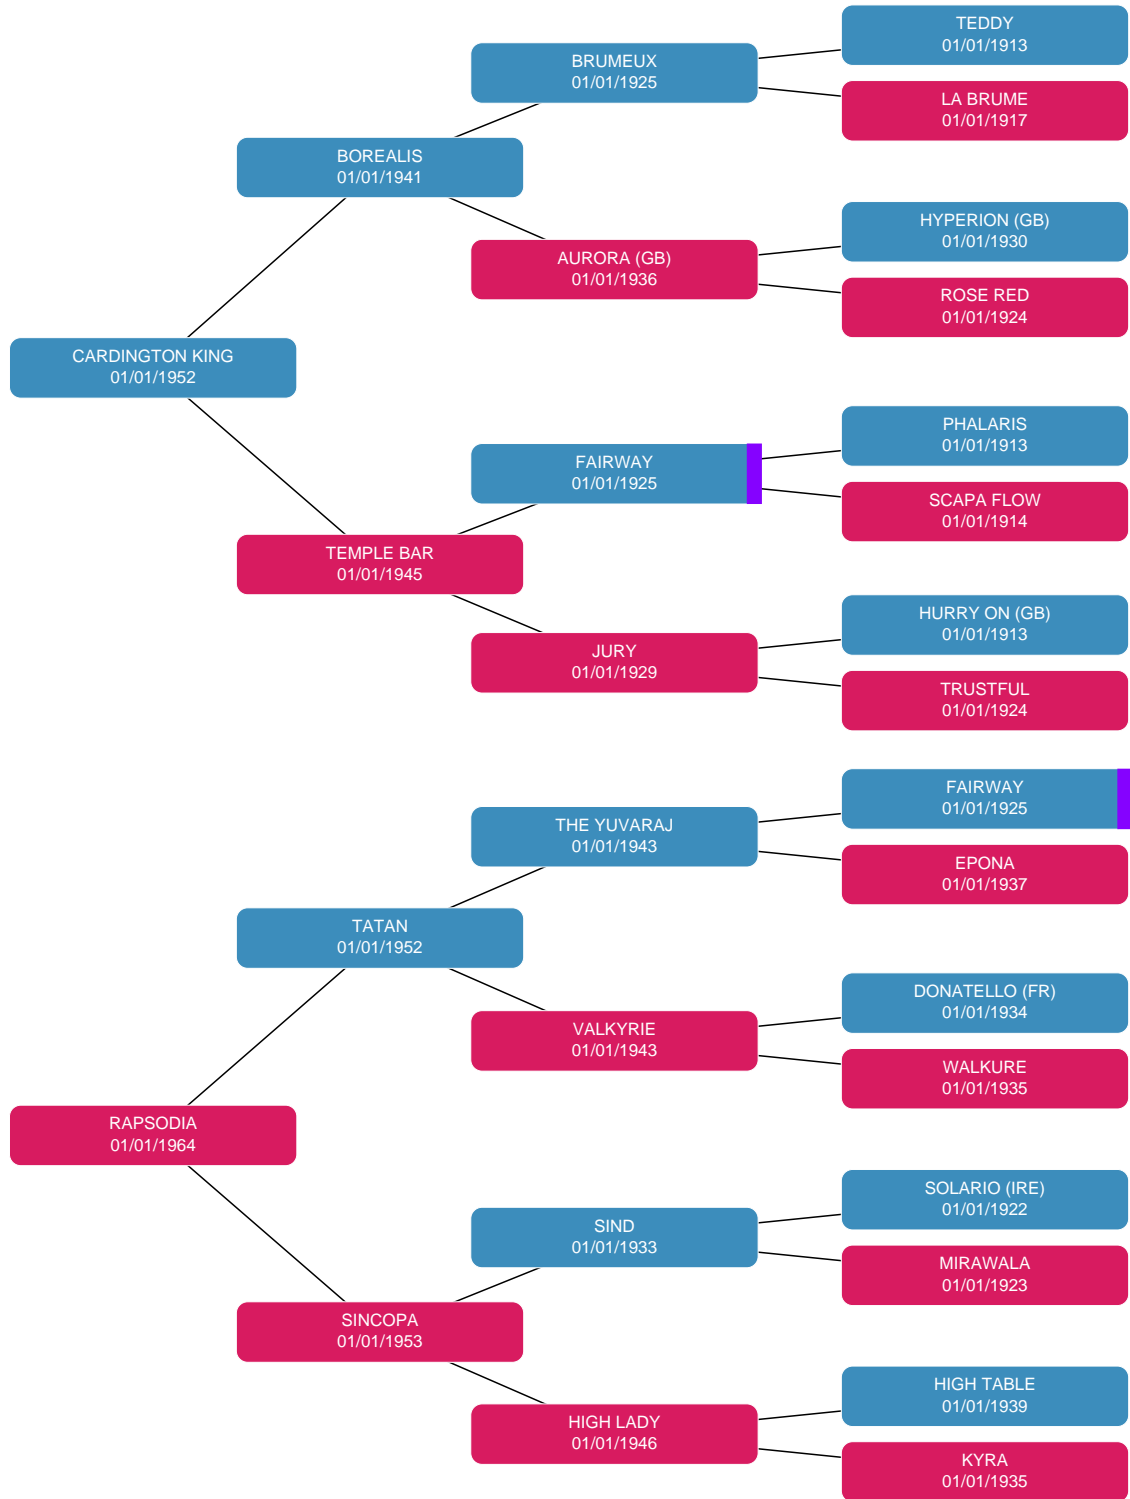 TEDDY
01/01/1913
BRUMEUX
01/01/1925
LA BRUME
01/01/1917
BOREALIS
01/01/1941
HYPERION (GB)
01/01/1930
AURORA (GB)
01/01/1936
ROSE RED
01/01/1924
CARDINGTON KING
01/01/1952
PHALARIS
01/01/1913
FAIRWAY
01/01/1925
SCAPA FLOW
01/01/1914
TEMPLE BAR
01/01/1945
HURRY ON (GB)
01/01/1913
JURY
01/01/1929
TRUSTFUL
01/01/1924
FAIRWAY
01/01/1925
THE YUVARAJ
01/01/1943
EPONA
01/01/1937
TATAN
01/01/1952
DONATELLO (FR)
01/01/1934
VALKYRIE
01/01/1943
WALKURE
01/01/1935
RAPSODIA
01/01/1964
SOLARIO (IRE)
01/01/1922
SIND
01/01/1933
MIRAWALA
01/01/1923
SINCOPA
01/01/1953
HIGH TABLE
01/01/1939
HIGH LADY
01/01/1946
KYRA
01/01/1935